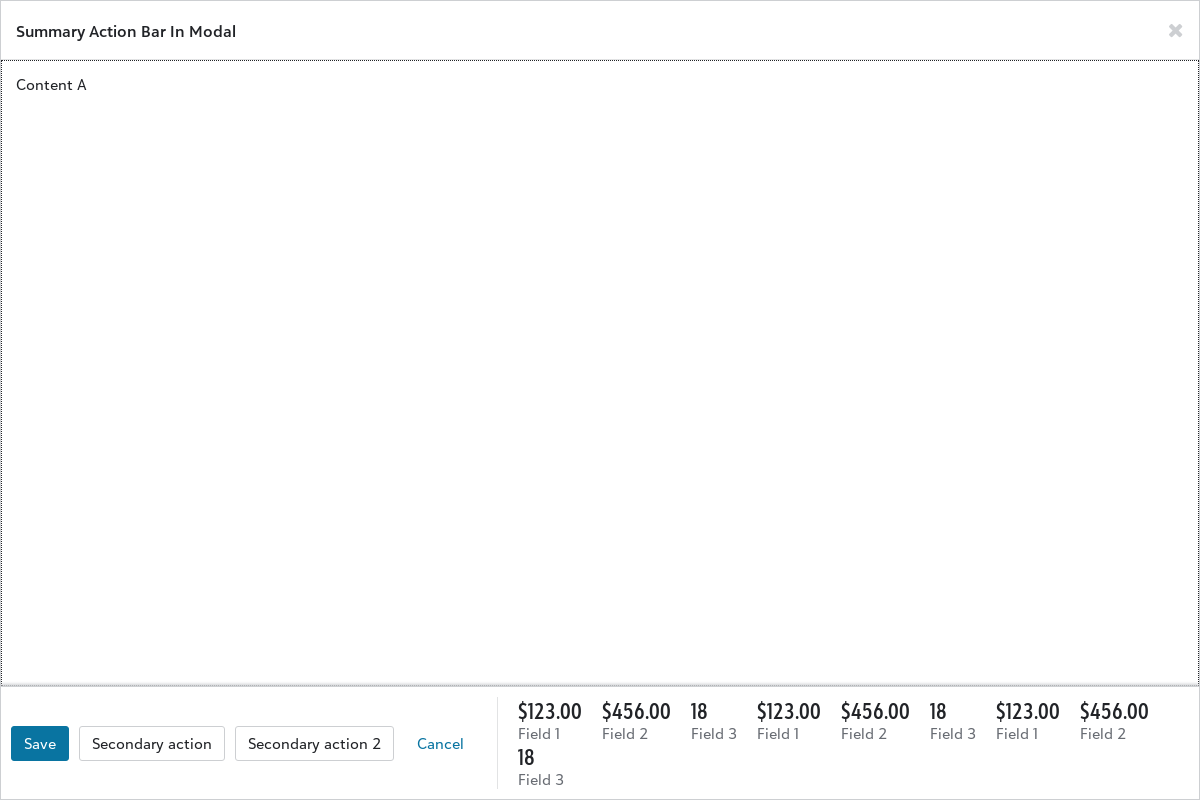 Summary Action Bar In Modal
Content A
Save Secondary action Secondary action 2 Cancel
$123.00 $456.00 18 $123.00 $456.00 18 $123.00 $456.00
Field 1 Field 2 Field 3 Field 1 Field 2 Field 3 Field 1 Field 2
18
Field 3